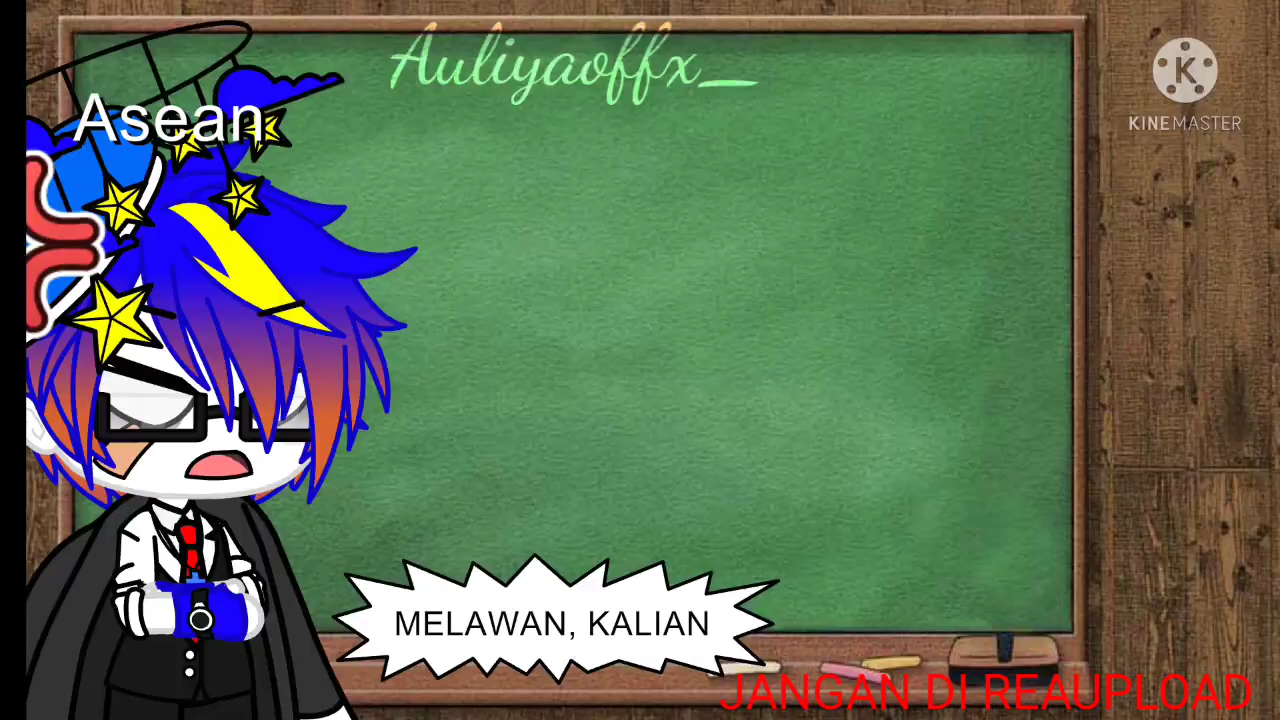 Auliyaoffx_
Asean
K
KINEMASTER
MELAWAN, KALIAN
JANGAN DI REAUPLOAD